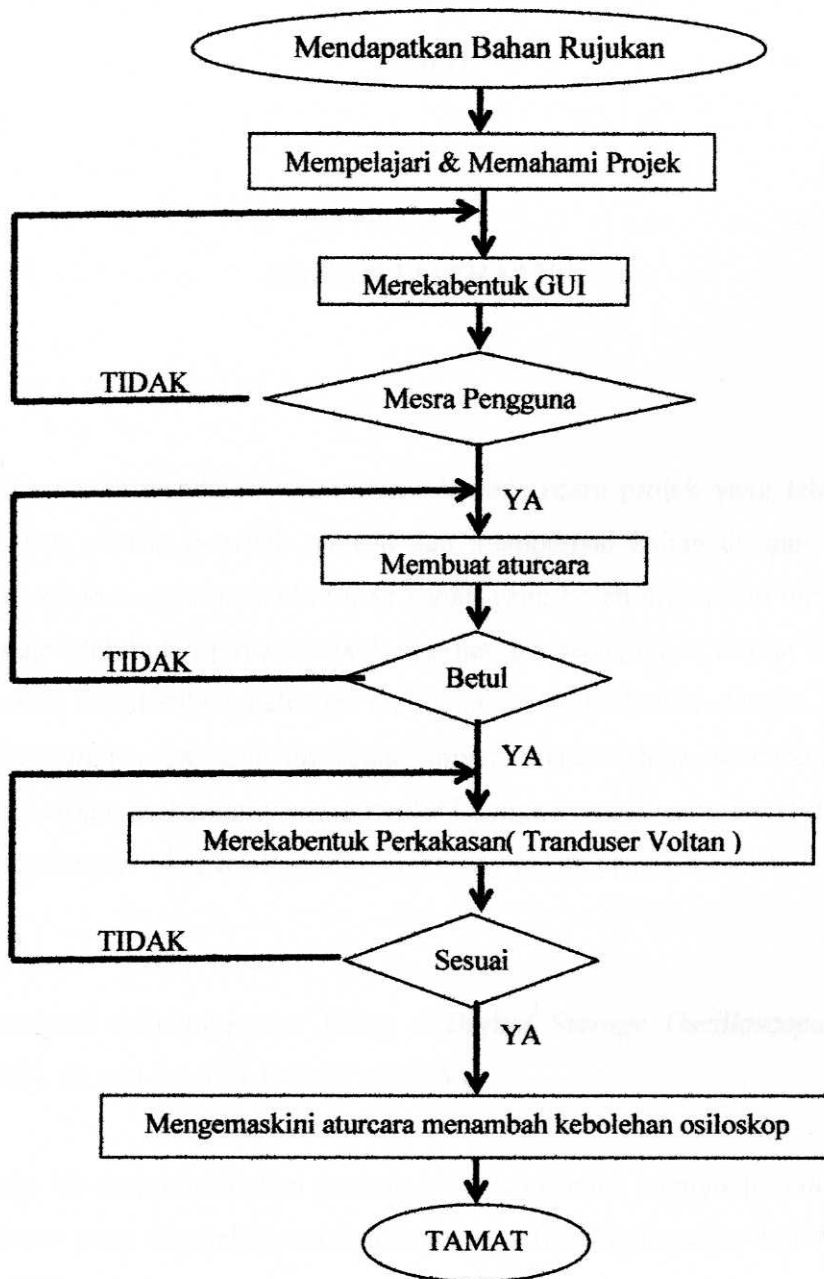 Mendapatkan Bahan Rujukan
Mempelajari & Memahami Projek
Merekabentuk GUI
TIDAK
Mesra Pengguna
YA
Membuat aturcara
TIDAK
Betul
YA
Merekabentuk Perkakasan( Tranduser Voltan )
TIDAK
Sesuai
YA
Mengemaskini aturcara menambah kebolehan osiloskop
TAMAT